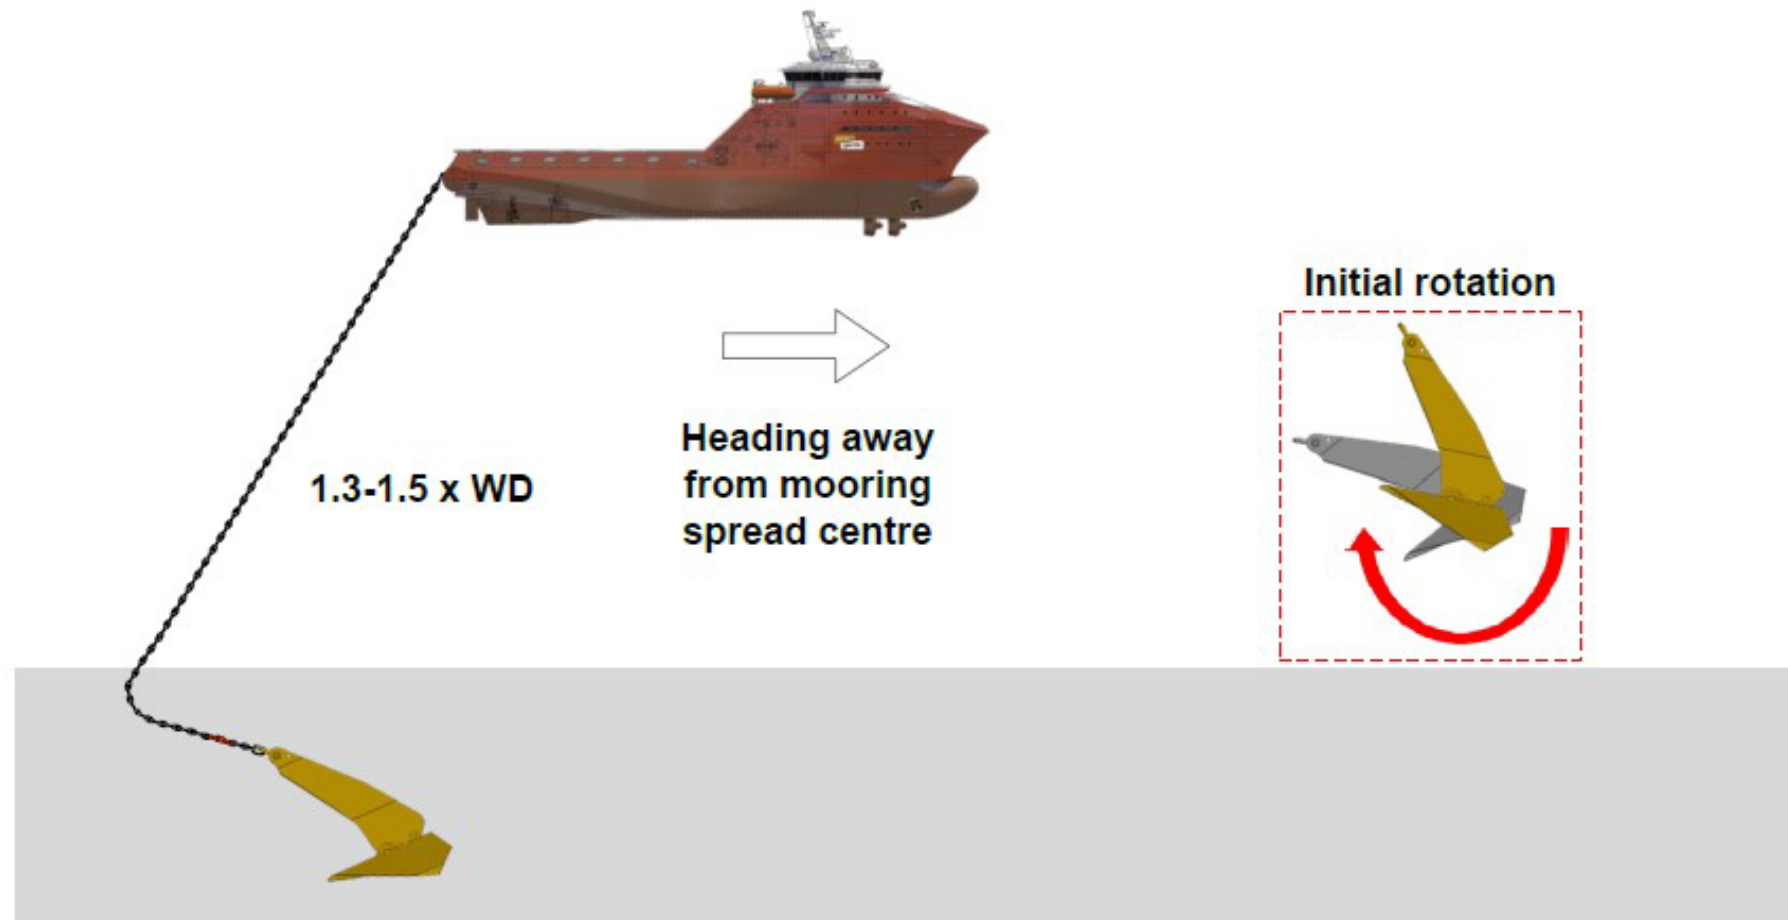 Initial rotation
1.3-1.5 x WD
Heading away
from mooring
spread centre